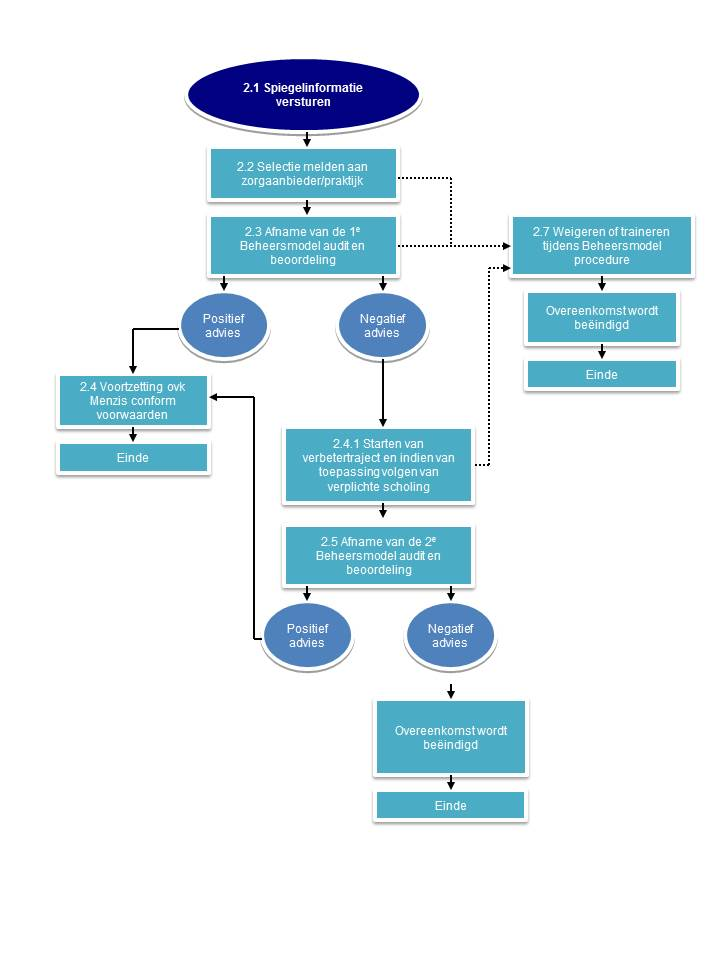 2.1 Spiegelinformatie
versturen
2.2 Selectie melden aan
zorgaanbieder/praktijk
2.3 Afname van de 1e
Beheersmodel audit en
beoordeling
2.7 Weigeren of traineren
tijdens Beheersmodel
procedure
Positief
advies
Negatief
advies
Overeenkomst wordt
beëindigd
Einde
2.4 Voortzetting ovk
Menzis conform
voorwaarden
Einde
2.4.1 Starten van
verbetertraject en indien van
toepassing volgen van
verplichte scholing
2.5 Afname van de 2e
Beheersmodel audit en
beoordeling
Positief
advies
Negatief
advies
Overeenkomst wordt
beëindigd
Einde